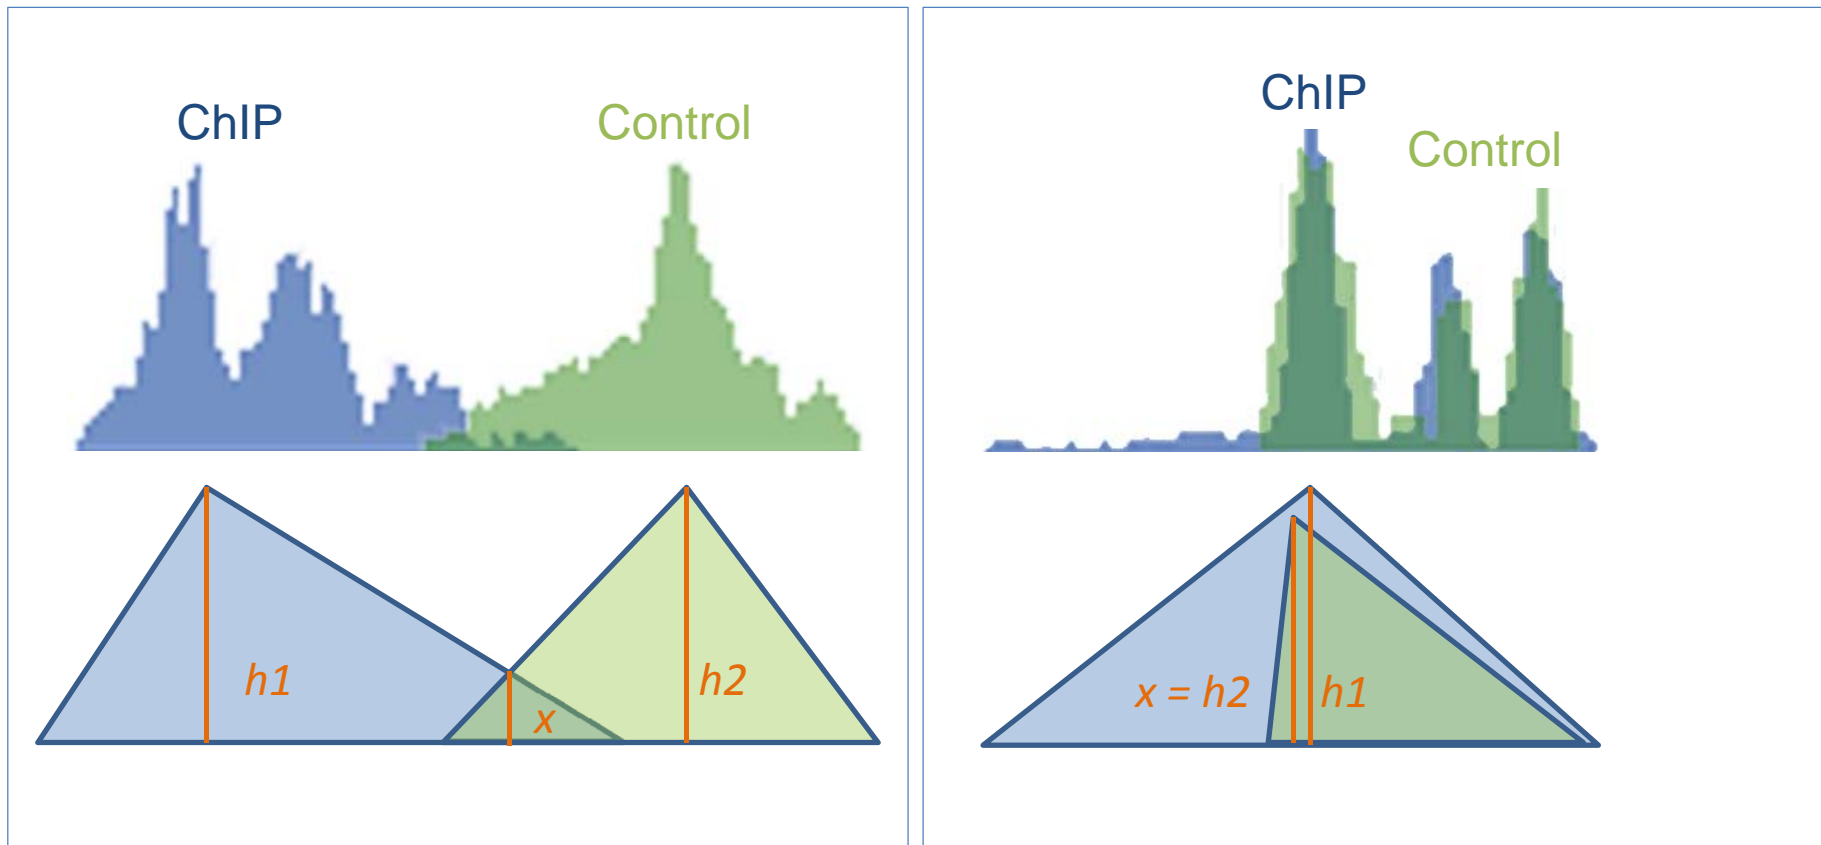 ChIP
Control
h1
x
h2
ChIP
Control
x = h2
h1